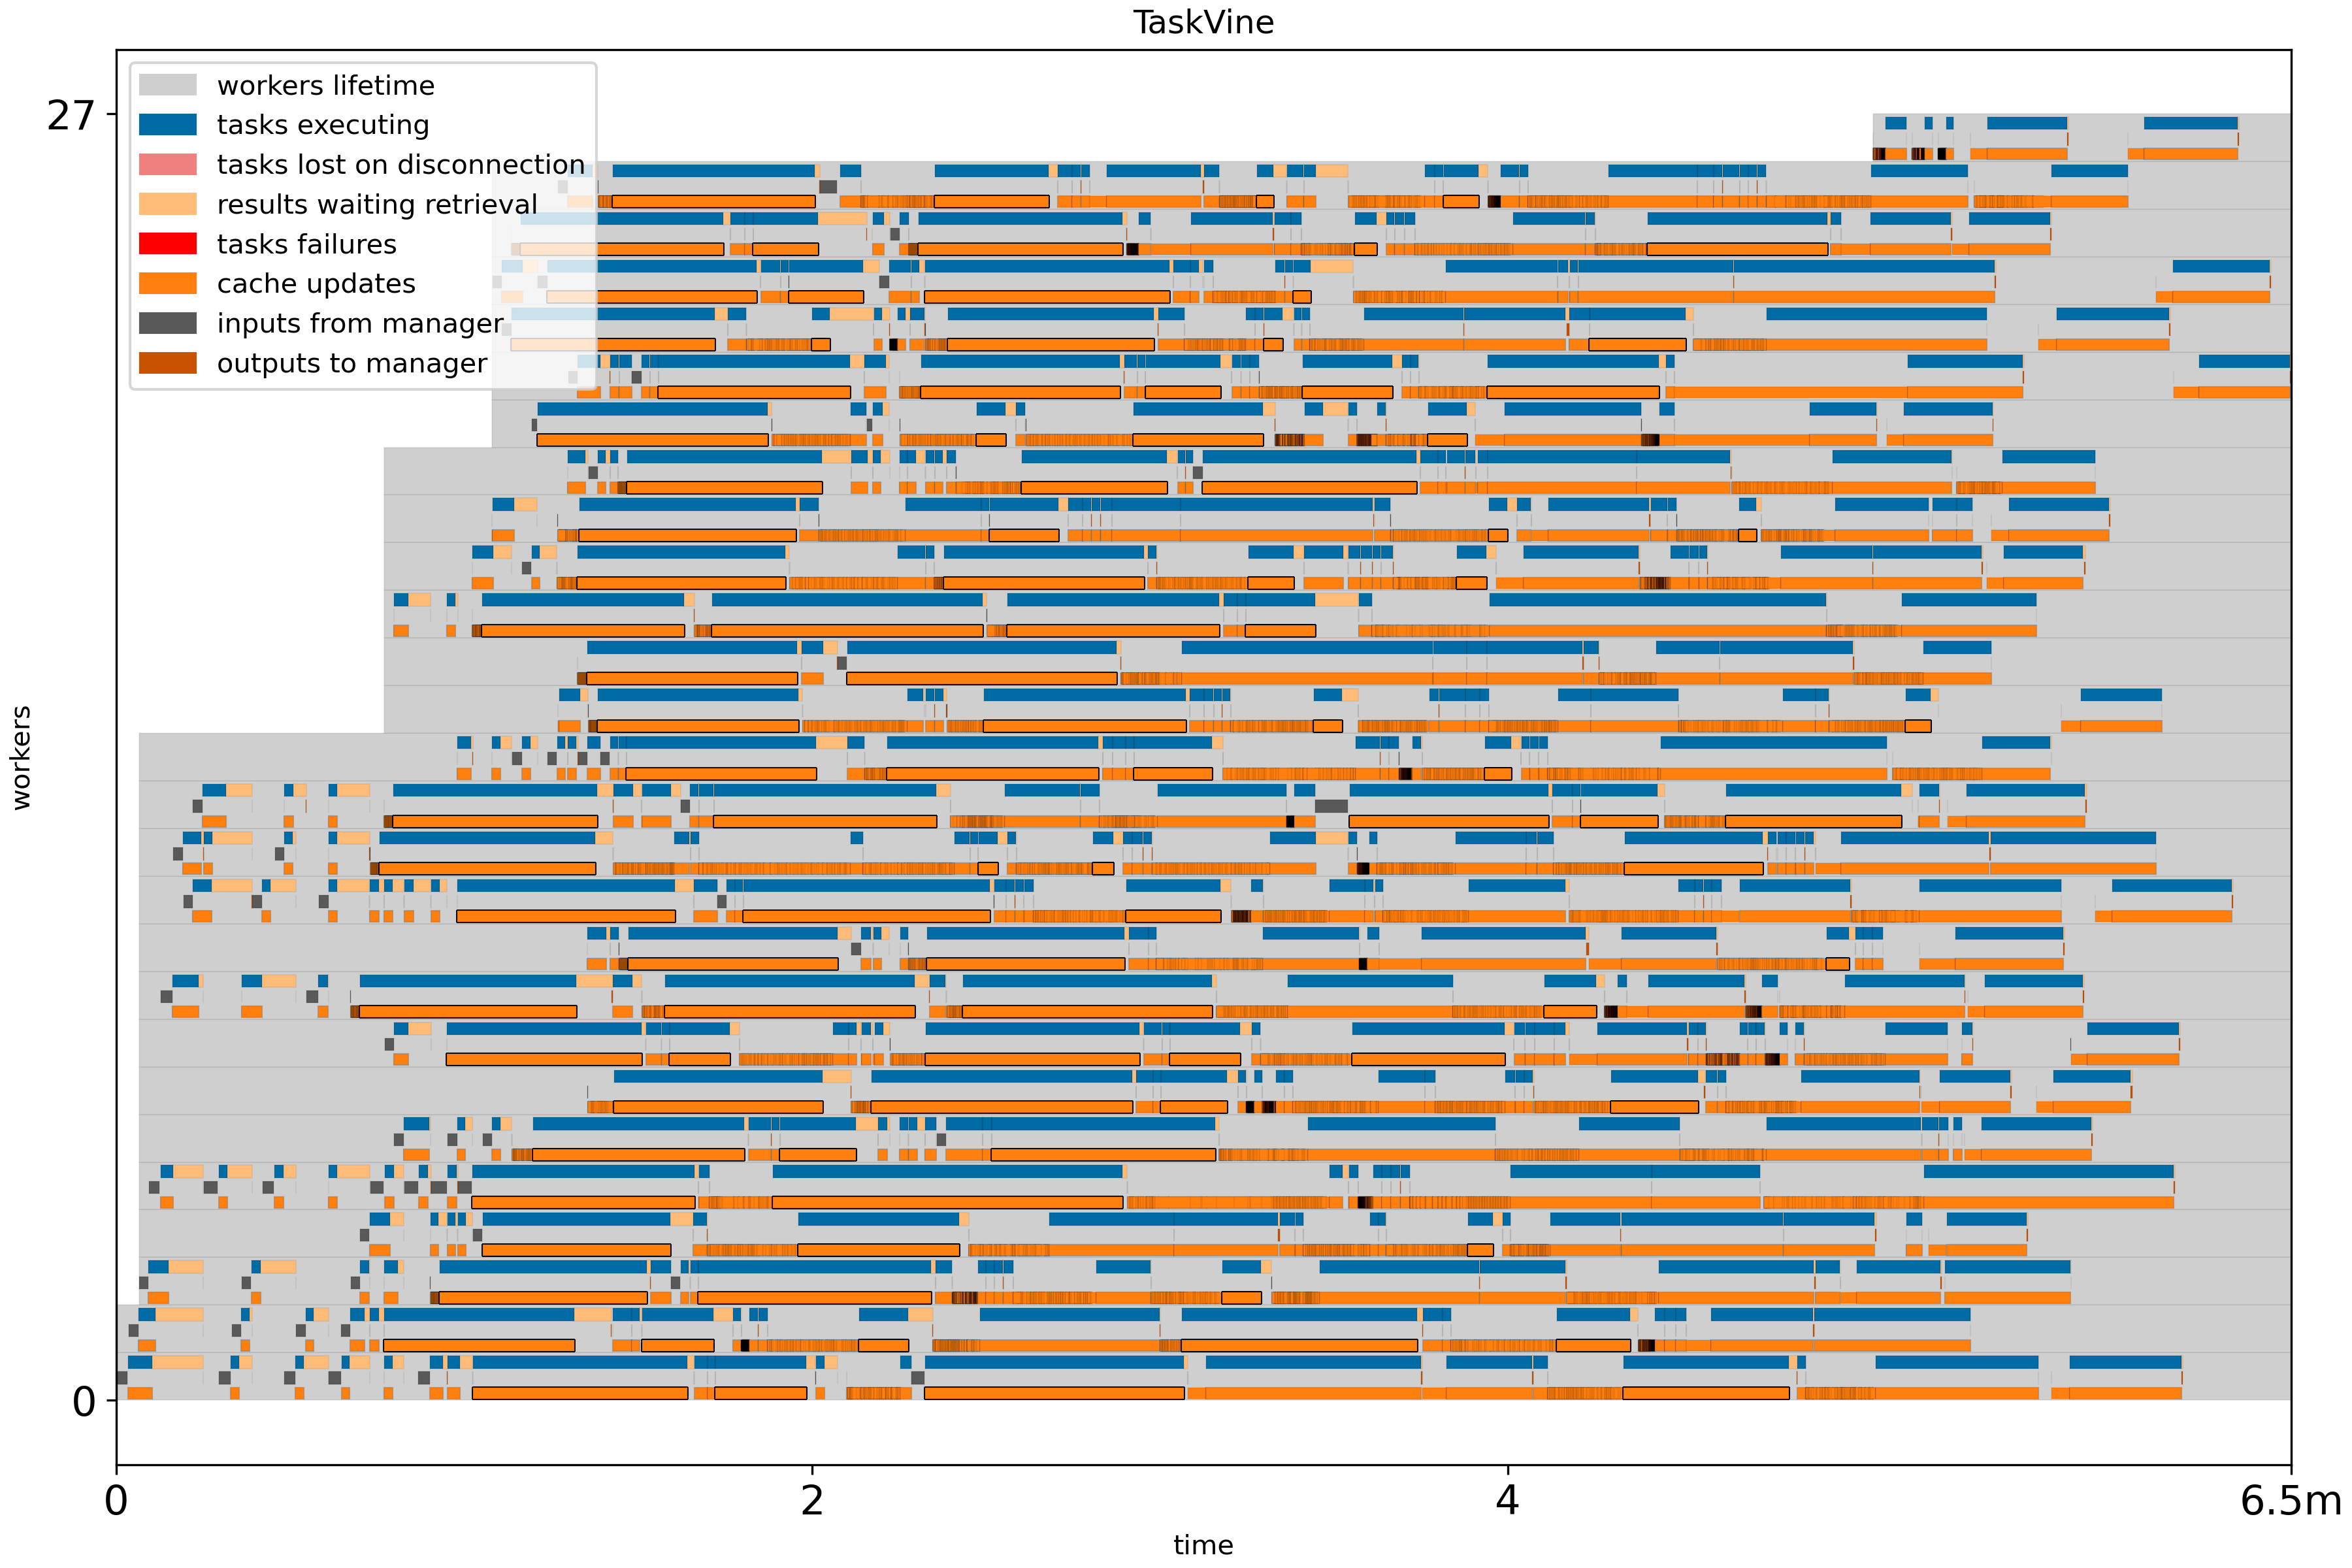 TaskVine
27
workers lifetime
tasks executing
tasks lost on disconnection
results waiting retrieval
tasks failures
cache updates
inputs from manager
outputs to manager
workers
0
0
2
4
6.5m
time